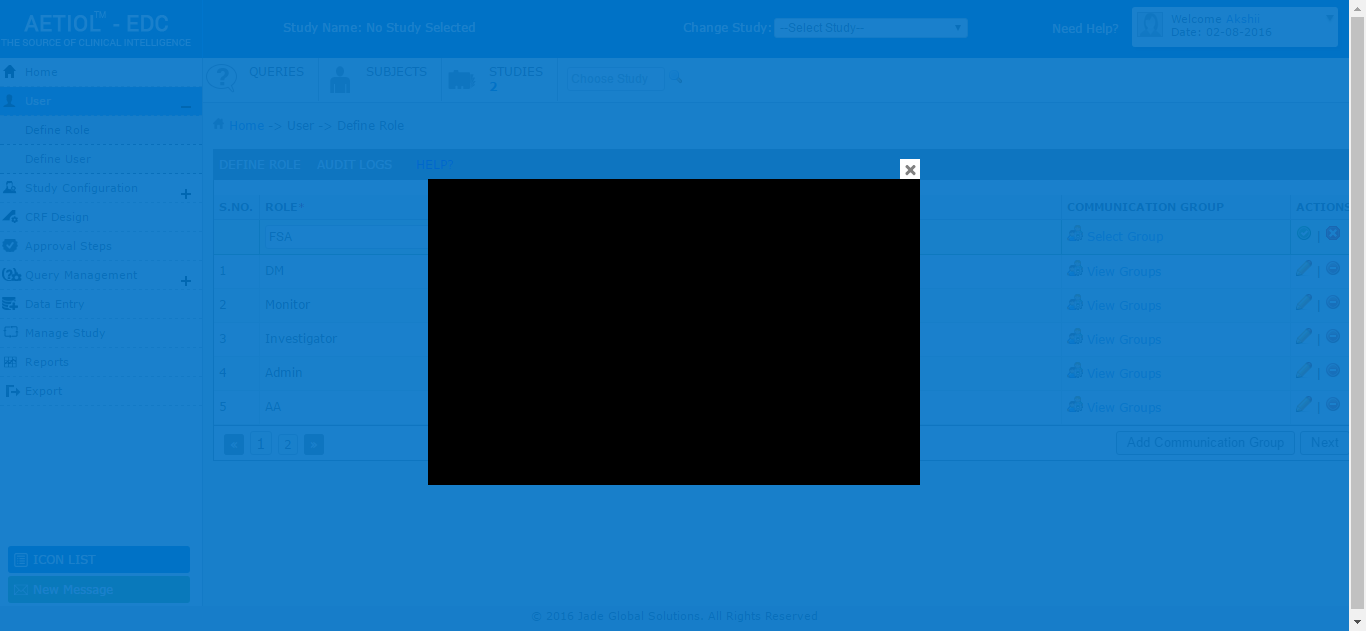 AETIOL™ - EDC
THE SOURCE OF CLINICAL INTELLIGENCE
Study Name: No Study Selected
Change Study: --Select Study--
Need Help?
Welcome Akshii
Date: 02-08-2016
Home
User
Define Role
Define User
Study Configuration
CRF Design
Approval Steps
Query Management
Data Entry
Manage Study
Reports
Export
ICON LIST
New Message
QUERIES
SUBJECTS
STUDIES
2
Choose Study
Home -> User -> Define Role
DEFINE ROLE AUDIT LOGS HELP?
S.NO. ROLE* COMMUNICATION GROUP ACTIONS
FSA Select Group |
1 DM View Groups |
2 Monitor View Groups |
3 Investigator View Groups |
4 Admin View Groups |
5 AA View Groups |
« 1 2 » Add Communication Group Next
© 2016 Jade Global Solutions. All Rights Reserved